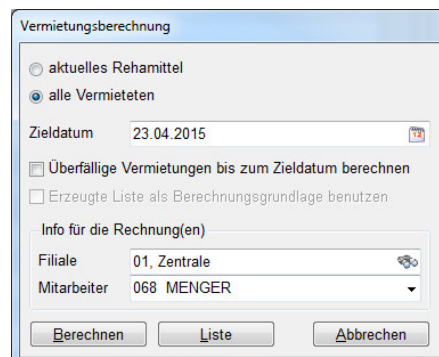 Vermietungsberechnung
aktuelles Rehamittel
alle Vermieteten
Zieldatum 23.04.2015
Überfällige Vermietungen bis zum Zieldatum berechnen
Erzeugte Liste als Berechnungsgrundlage benutzen
Info für die Rechnung(en)
Filiale 01, Zentrale
Mitarbeiter 068 MENGER
Berechnen Liste Abbrechen